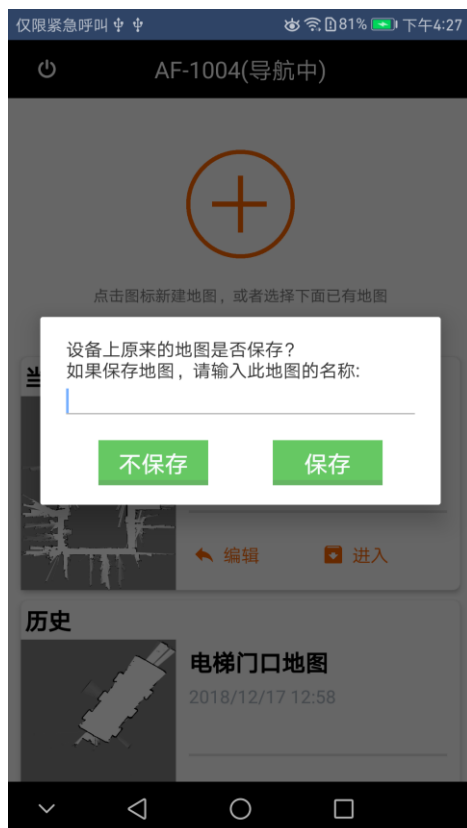 仅限紧急呼叫 81% 下午4:27
AF-1004(导航中)
点击图标新建地图，或者选择下面已有地图
设备上原来的地图是否保存?
如果保存地图，请输入此地图的名称:
不保存 保存
当
编辑 进入
历史
电梯门口地图
2018/12/17 12:58